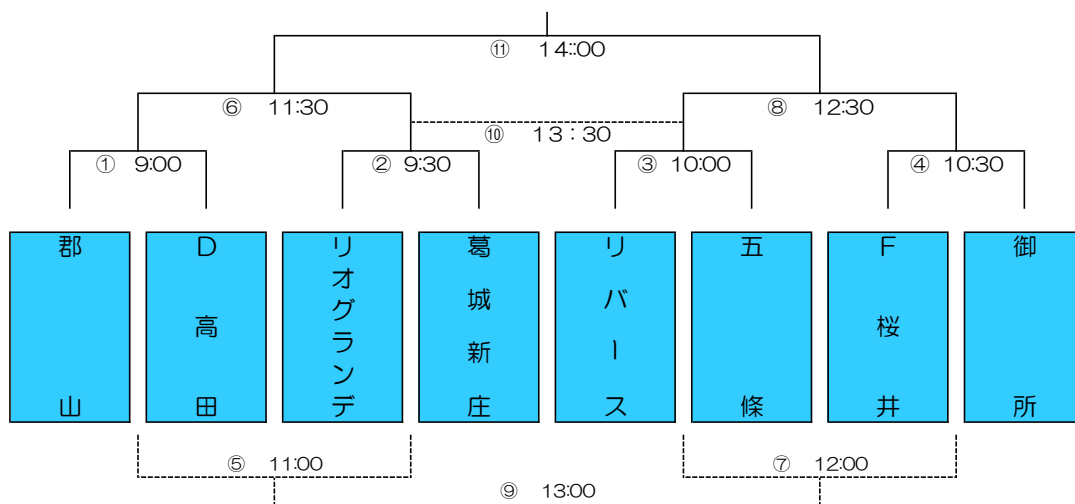 ⑪ 14::00
⑥ 11:30
⑧ 12:30
⑩ 13：30
① 9:00
② 9:30
③ 10:00
④ 10:30
郡山
D高田
リオグランデ
葛城新庄
リバース
五條
F桜井
御所
⑤ 11:00
⑦ 12:00
⑨ 13:00